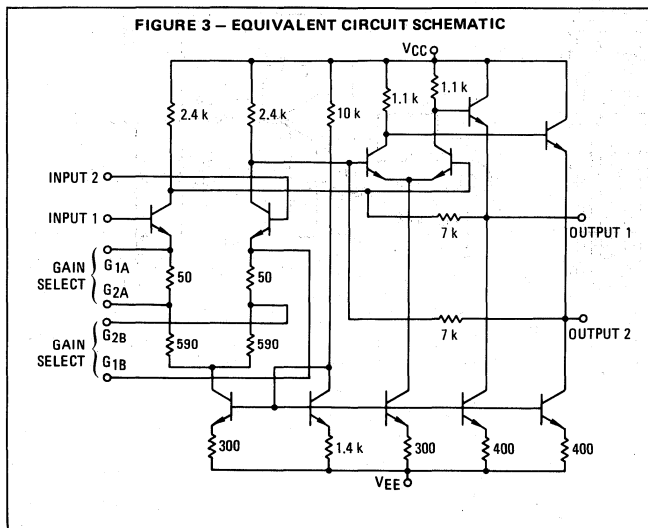 FIGURE 3 – EQUIVALENT CIRCUIT SCHEMATIC
VCC
2.4 k
2.4 k
10 k
1.1 k
1.1 k
INPUT 2
INPUT 1
GAIN SELECT
G1A
G2A
GAIN SELECT
G2B
G1B
50
50
590
590
7 k
OUTPUT 1
7 k
OUTPUT 2
300
1.4 k
300
400
400
VEE